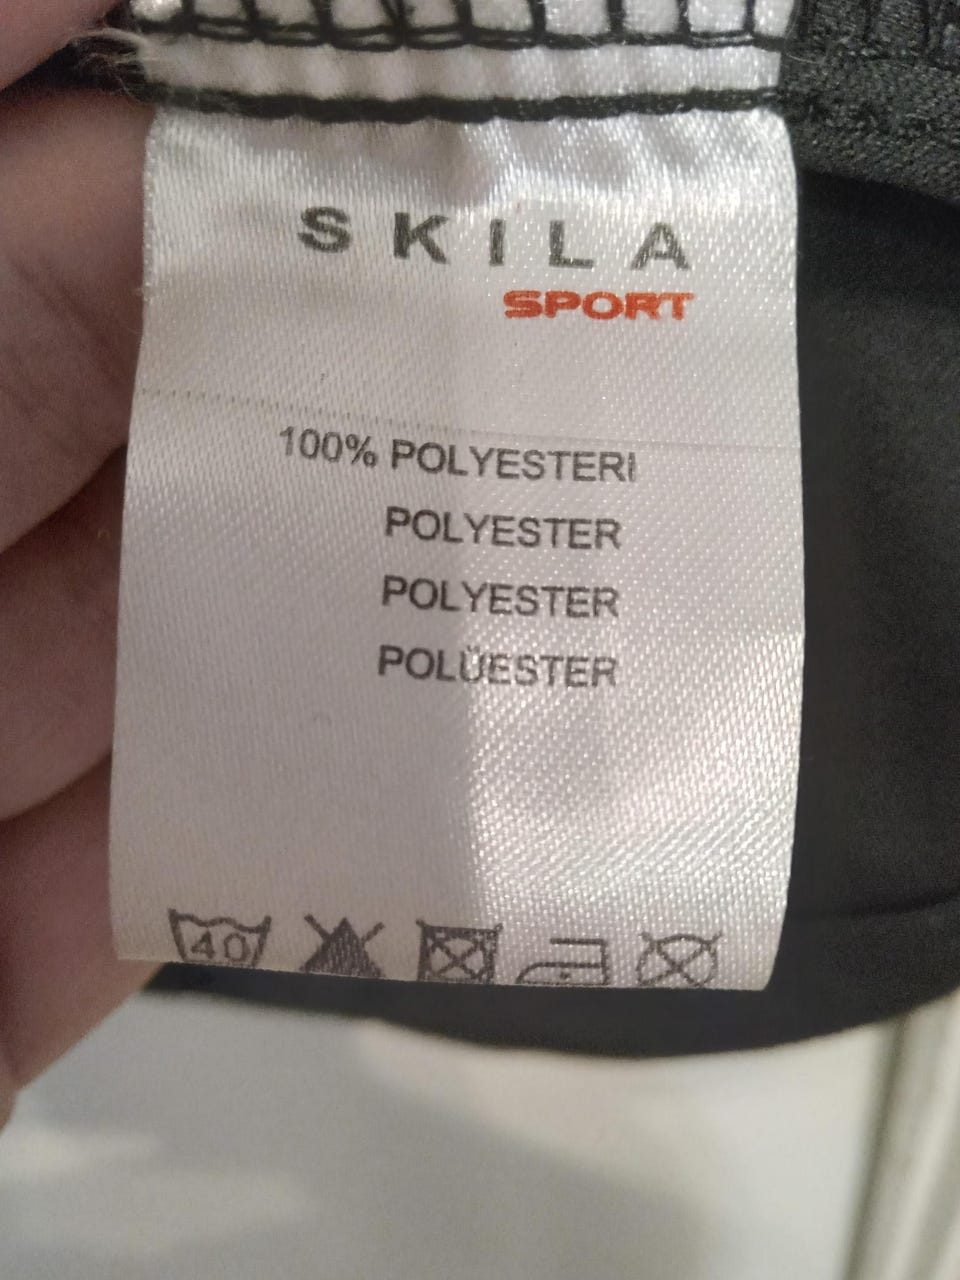 SKILA
SPORT
100% POLYESTERI
POLYESTER
POLYESTER
POLÜESTER
40